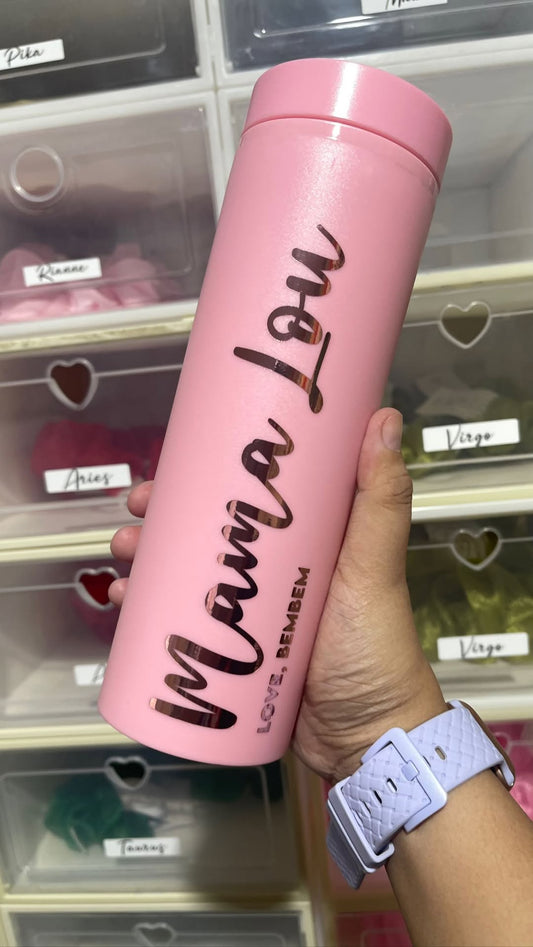 Pika
Rianne
Aries
Virgo
Virgo
Taurus
Mama Lou
LOVE, BEMBEM